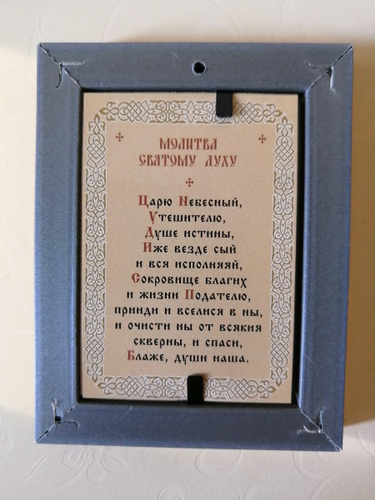 МОЛИТВА
СВЯТОМУ ДУХУ
Царю Небесный,
Утешителю,
Душе истины,
Иже везде сый
и вся исполняяй,
Сокровище благих
и жизни Подателю,
прииди и вселися в ны,
и очисти ны от всякия
скверны, и спаси,
Блаже, души наша.